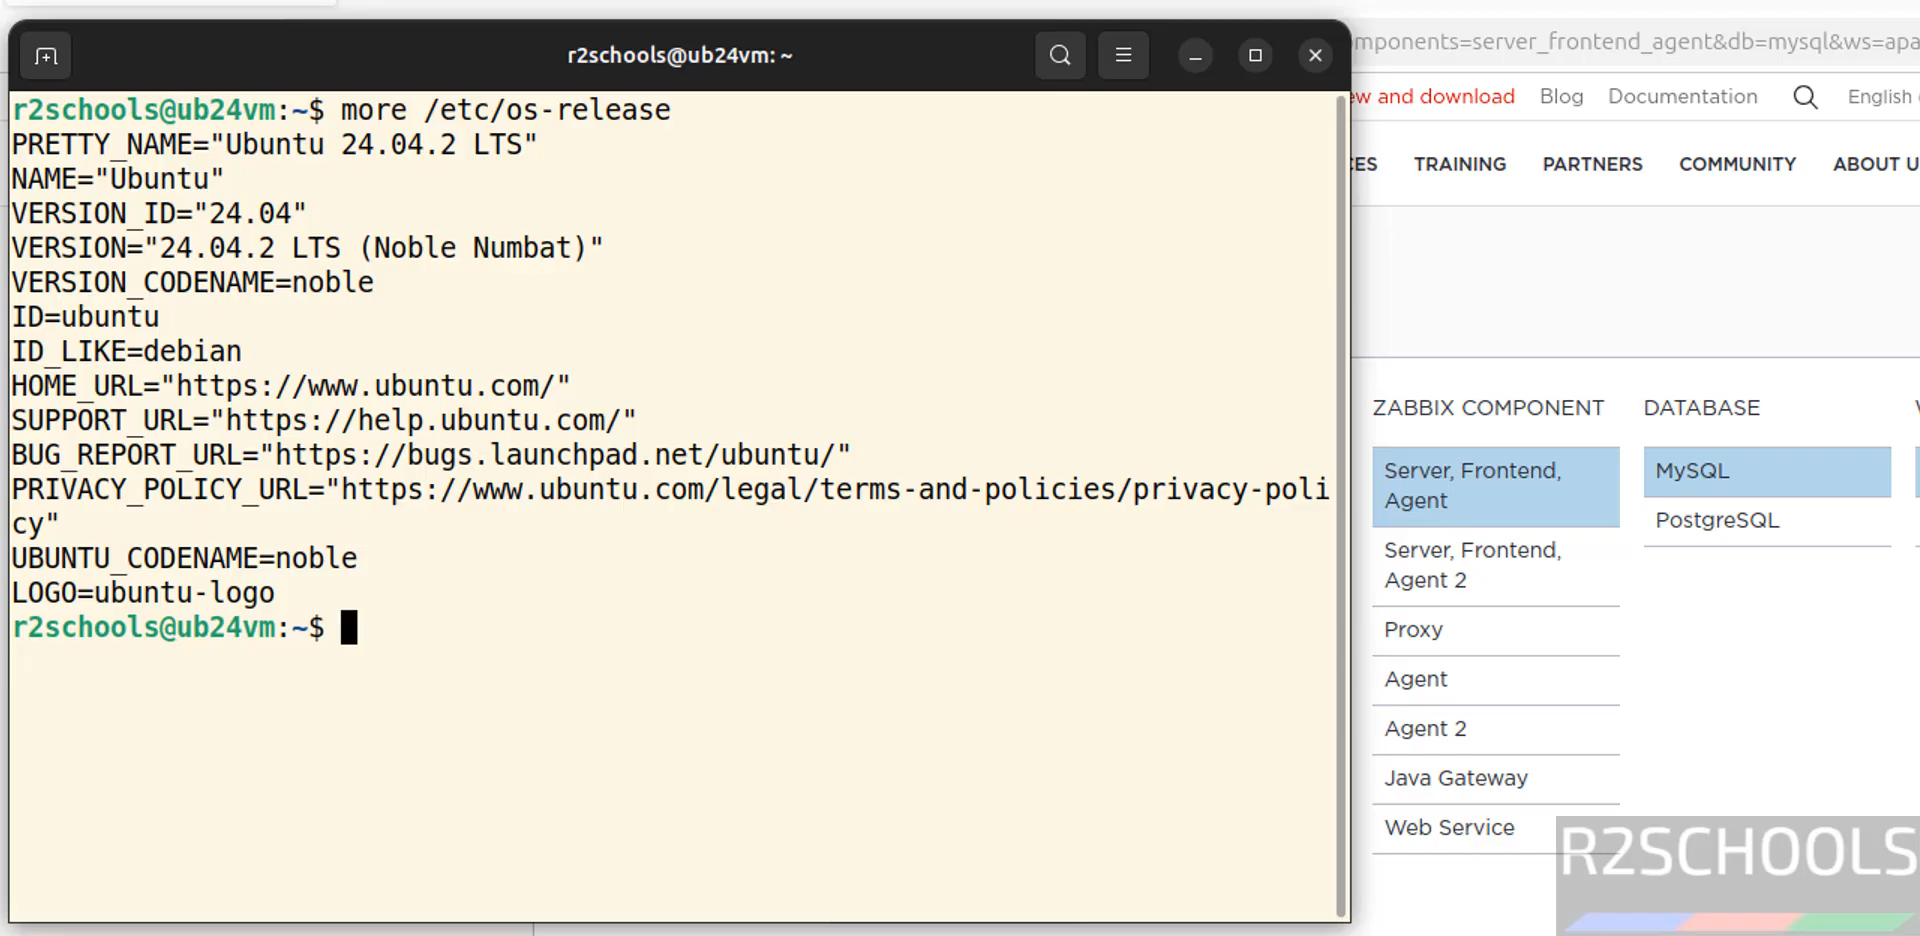 r2schools@ub24vm: ~
r2schools@ub24vm:~$ more /etc/os-release
PRETTY_NAME="Ubuntu 24.04.2 LTS"
NAME="Ubuntu"
VERSION_ID="24.04"
VERSION="24.04.2 LTS (Noble Numbat)"
VERSION_CODENAME=noble
ID=ubuntu
ID_LIKE=debian
HOME_URL="https://www.ubuntu.com/"
SUPPORT_URL="https://help.ubuntu.com/"
BUG_REPORT_URL="https://bugs.launchpad.net/ubuntu/"
PRIVACY_POLICY_URL="https://www.ubuntu.com/legal/terms-and-policies/privacy-poli
cy"
UBUNTU_CODENAME=noble
LOGO=ubuntu-logo
r2schools@ub24vm:~$
mponents=server_frontend_agent&db=mysql&ws=apa
ew and download Blog Documentation English
CES TRAINING PARTNERS COMMUNITY ABOUT U
ZABBIX COMPONENT
Server, Frontend,
Agent
Server, Frontend,
Agent 2
Proxy
Agent
Agent 2
Java Gateway
Web Service
DATABASE
MySQL
PostgreSQL
R2SCHOOLS